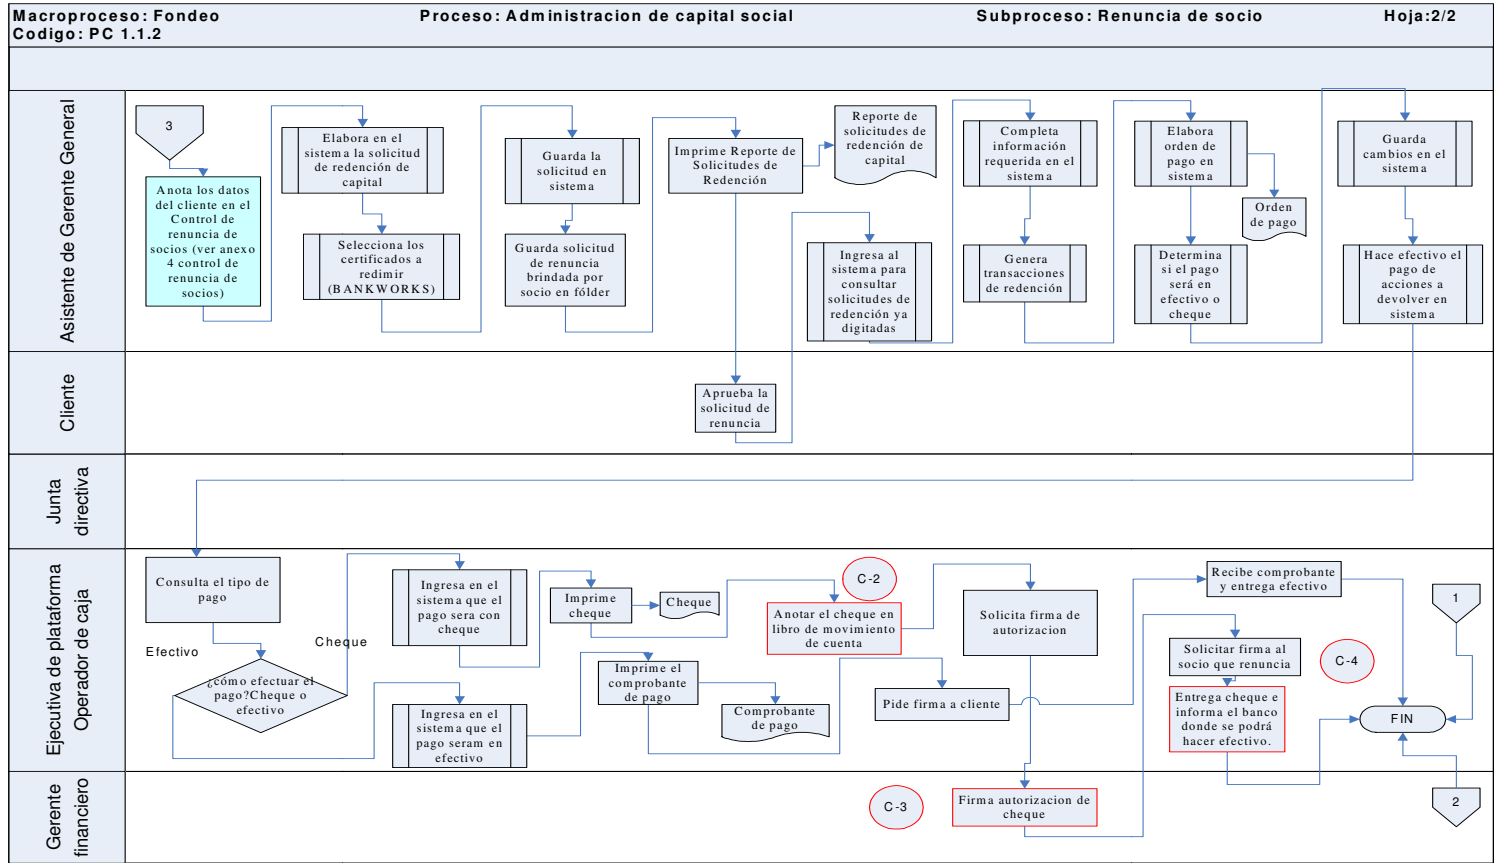 Macroproceso: Fondeo
Proceso: Administracion de capital social
Subproceso: Renuncia de socio
Hoja:2/2
Codigo: PC 1.1.2
Asistente de Gerente General
3
Anota los datos
del cliente en el
Control de
renuncia de
socios (ver anexo
4 control de
renuncia de
socios)
Elabora en el
sistema la solicitud
de redención de
capital
Selecciona los
certificados a
redimir
(BANKWORKS)
Guarda la
solicitud en
sistema
Guarda solicitud
de renuncia
brindada por
socio en fólder
Imprime Reporte de
Solicitudes de
Redención
Reporte de
solicitudes de
redención de
capital
Ingresa al
sistema para
consultar
solicitudes de
redención ya
digitadas
Completa
información
requerida en el
sistema
Genera
transacciones
de redención
Elabora
orden de
pago en
sistema
Orden
de pago
Determina
si el pago
será en
efectivo o
cheque
Guarda
cambios en el
sistema
Hace efectivo el
pago de
acciones a
devolver en
sistema
Cliente
Aprueba la
solicitud de
renuncia
Junta
directiva
Ejecutiva de plataforma
Operador de caja
Consulta el tipo de
pago
Efectivo
Cheque
¿cómo efectuar el
pago?Cheque o
efectivo
Ingresa en el
sistema que el
pago sera con
cheque
Ingresa en el
sistema que el
pago seram en
efectivo
Imprime
cheque
Cheque
Imprime el
comprobante
de pago
Comprobante
de pago
C-2
Anotar el cheque en
libro de movimiento
de cuenta
Pide firma a cliente
Solicita firma de
autorizacion
Recibe comprobante
y entrega efectivo
Solicitar firma al
socio que renuncia
C-4
Entrega cheque e
informa el banco
donde se podrá
hacer efectivo.
1
FIN
Gerente
financiero
C-3
Firma autorizacion de
cheque
2